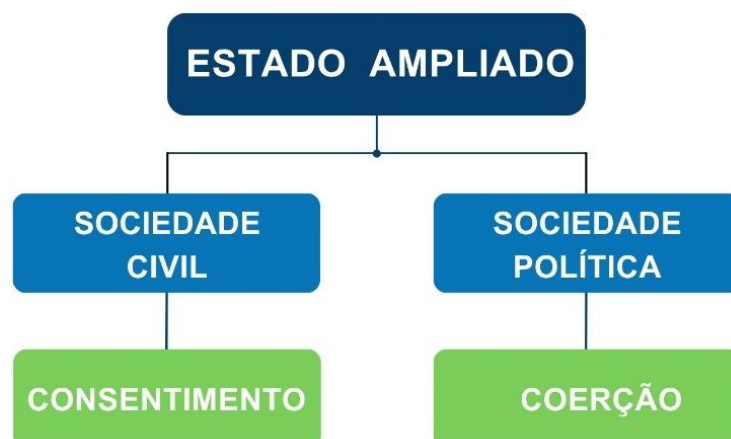 ESTADO AMPLIADO
SOCIEDADE
CIVIL
SOCIEDADE
POLÍTICA
CONSENTIMENTO
COERÇÃO